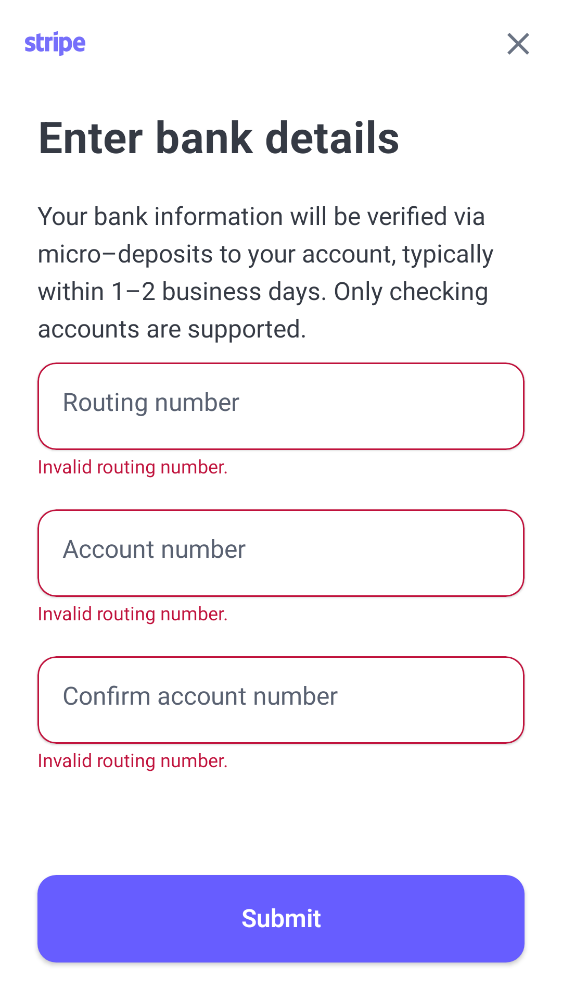 stripe
Enter bank details
Your bank information will be verified via
micro–deposits to your account, typically
within 1–2 business days. Only checking
accounts are supported.
Routing number
Invalid routing number.
Account number
Invalid routing number.
Confirm account number
Invalid routing number.
Submit